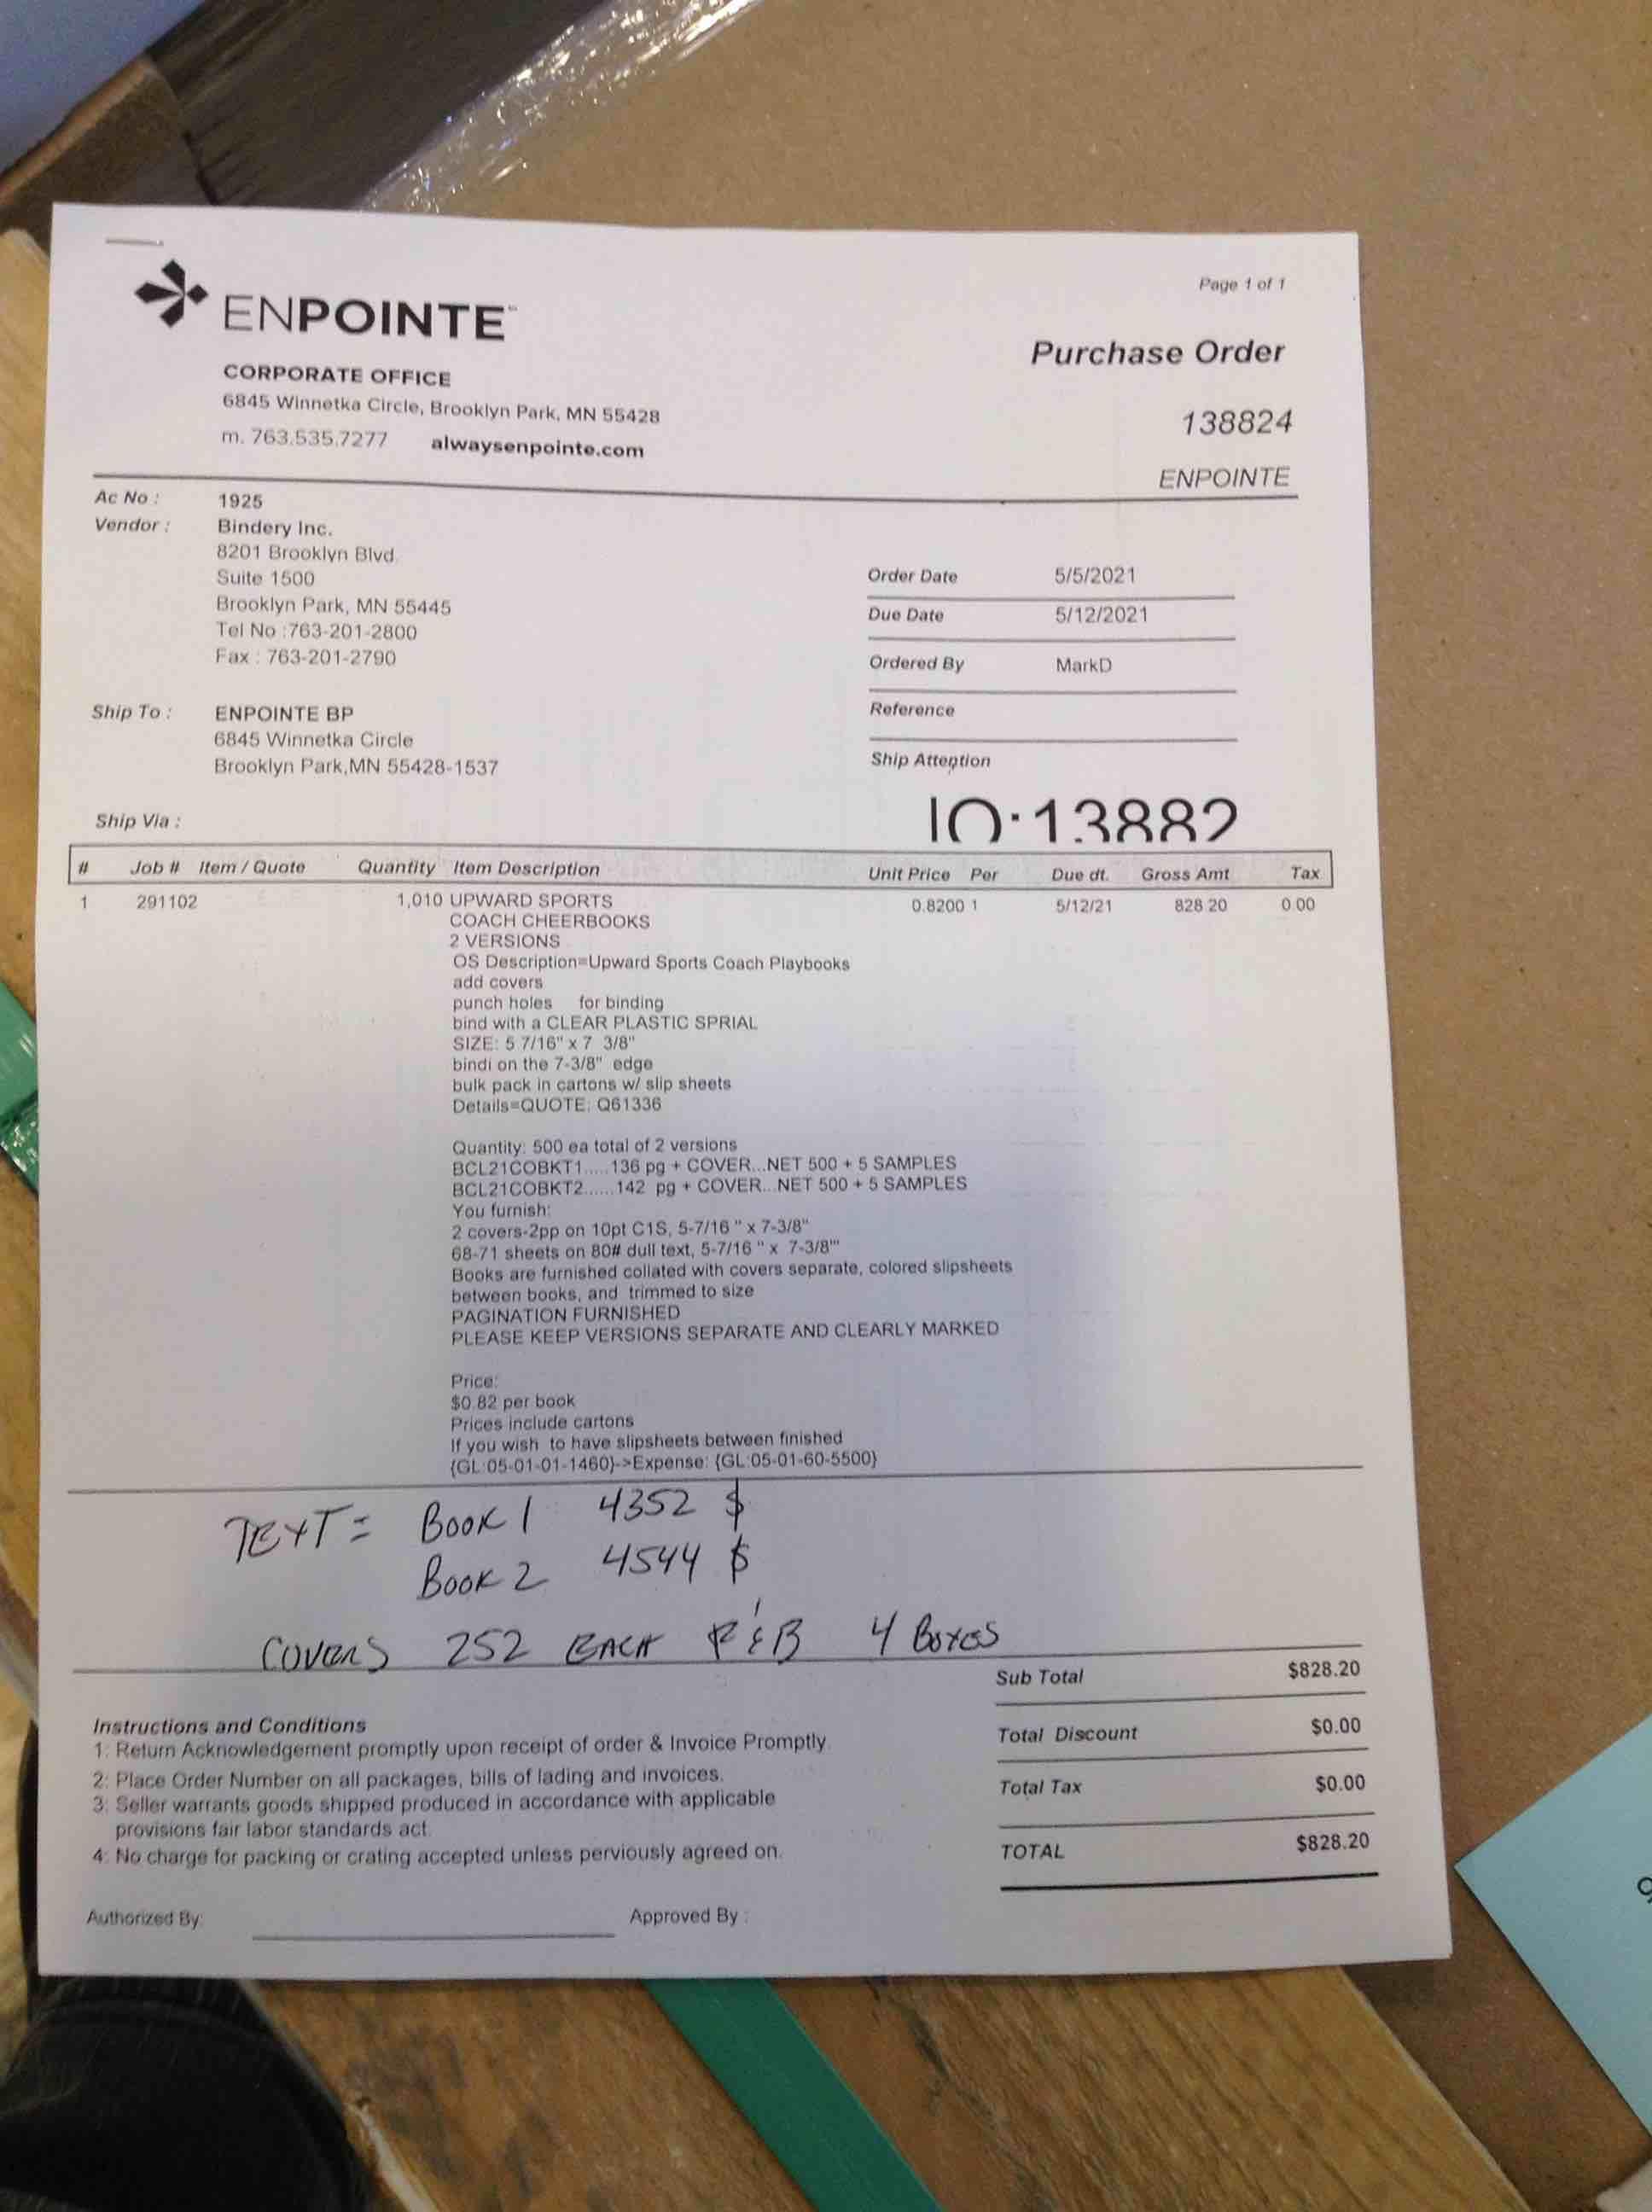 Page 1 of 1
ENPOINTE
Purchase Order
CORPORATE OFFICE
6845 Winnetka Circle, Brooklyn Park, MN 55428
138824
m. 763.535.7277 alwaysenpointe.com
ENPOINTE
Ac No : 1925
Vendor : Bindery Inc.
8201 Brooklyn Blvd
Suite 1500
Brooklyn Park, MN 55445
Tel No :763-201-2800
Fax : 763-201-2790
Order Date 5/5/2021
Due Date 5/12/2021
Ordered By MarkD
Reference
Ship Attention
Ship To : ENPOINTE BP
6845 Winnetka Circle
Brooklyn Park,MN 55428-1537
Ship Via :
# Job # Item / Quote Quantity Item Description Unit Price Per Due dt. Gross Amt Tax
1 291102 1,010 UPWARD SPORTS 0.8200 1 5/12/21 828.20 0.00
COACH CHEERBOOKS
2 VERSIONS
OS Description=Upward Sports Coach Playbooks
add covers
punch holes for binding
bind with a CLEAR PLASTIC SPRIAL
SIZE: 5 7/16" x 7 3/8"
bindi on the 7-3/8" edge
bulk pack in cartons w/ slip sheets
Details=QUOTE: Q61336
Quantity: 500 ea total of 2 versions
BCL21COBKT1.....136 pg + COVER...NET 500 + 5 SAMPLES
BCL21COBKT2......142 pg + COVER...NET 500 + 5 SAMPLES
You furnish:
2 covers-2pp on 10pt C1S, 5-7/16 " x 7-3/8"
68-71 sheets on 80# dull text, 5-7/16 " x 7-3/8'"
Books are furnished collated with covers separate, colored slipsheets
between books, and trimmed to size
PAGINATION FURNISHED
PLEASE KEEP VERSIONS SEPARATE AND CLEARLY MARKED
Price:
$0.82 per book
Prices include cartons
If you wish to have slipsheets between finished
{GL:05-01-01-1460}->Expense: {GL:05-01-60-5500}
TEXT = BOOK 1 4352 $
BOOK 2 4544 $
COVERS 252 EACH F & B 4 BOXES
Sub Total $828.20
Total Discount $0.00
Total Tax $0.00
TOTAL $828.20
Instructions and Conditions
1: Return Acknowledgement promptly upon receipt of order & Invoice Promptly.
2: Place Order Number on all packages, bills of lading and invoices.
3: Seller warrants goods shipped produced in accordance with applicable
provisions fair labor standards act.
4: No charge for packing or crating accepted unless perviously agreed on.
Authorized By: Approved By :